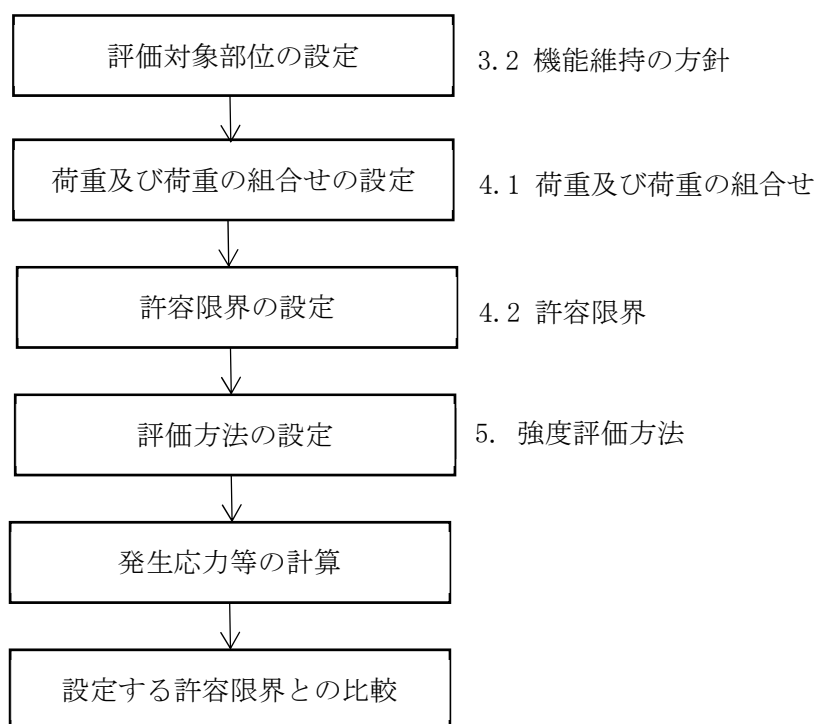 評価対象部位の設定
3.2 機能維持の方針
荷重及び荷重の組合せの設定
4.1 荷重及び荷重の組合せ
許容限界の設定
4.2 許容限界
評価方法の設定
5. 強度評価方法
発生応力等の計算
設定する許容限界との比較